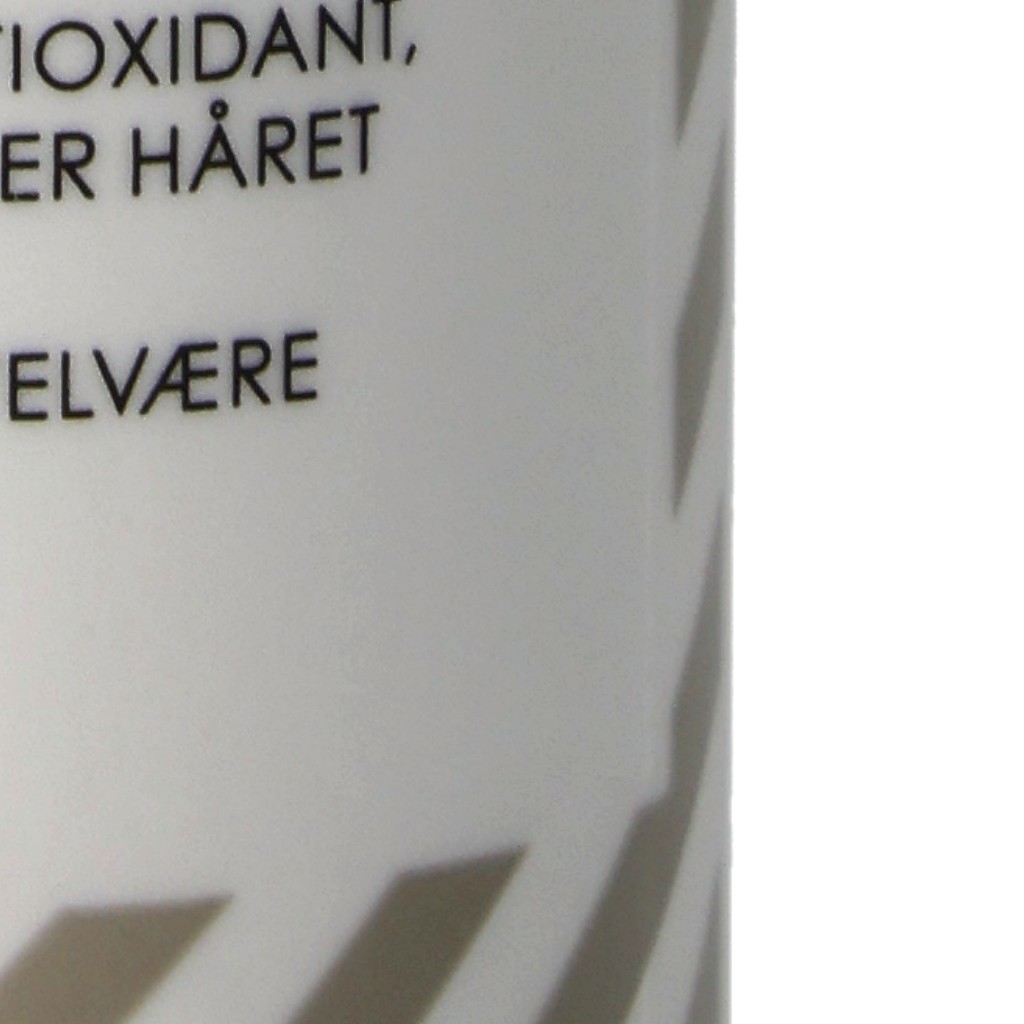 TIOXIDANT,
ER HÅRET
ELVÆRE